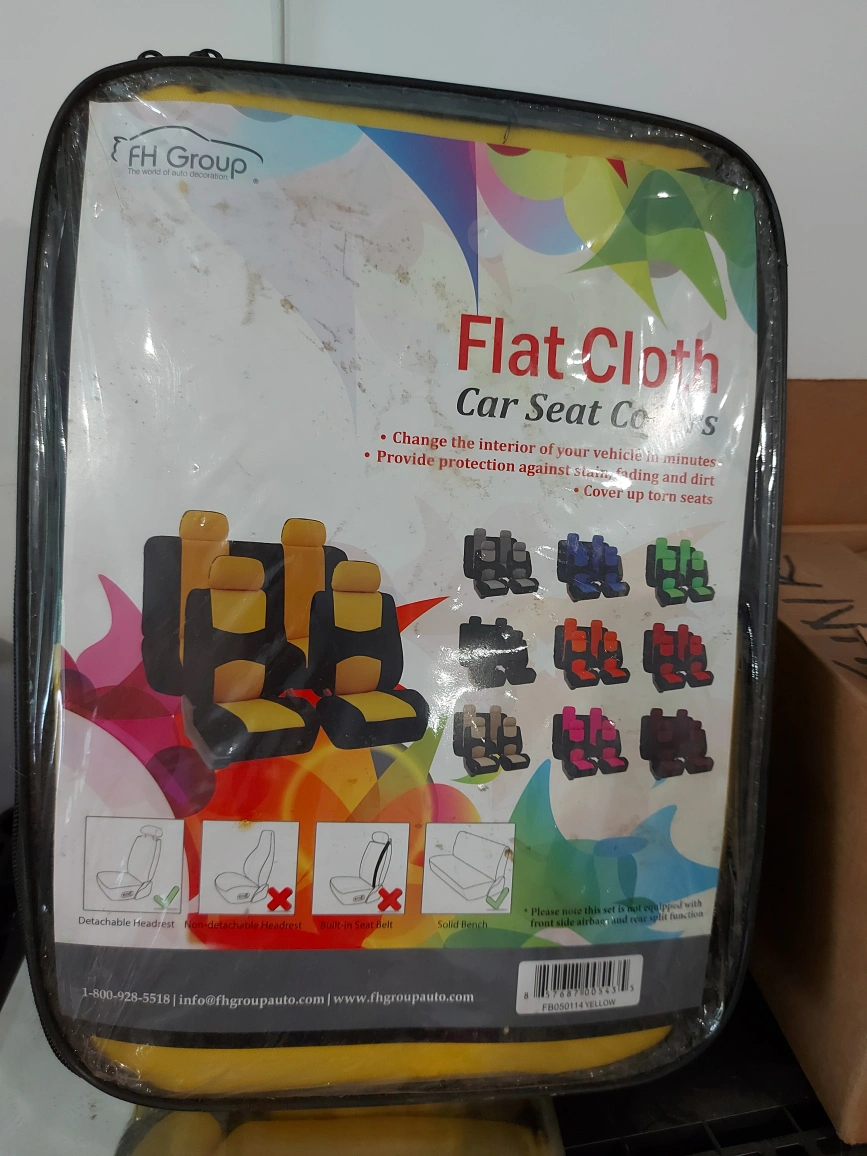 FH Group
The world of auto decoration
Flat Cloth
Car Seat Covers
• Change the interior of your vehicle in minutes
• Provide protection against stain, fading and dirt
• Cover up torn seats
Detachable Headrest
Non-detachable Headrest
Built-in Seat Belt
Solid Bench
* Please note this set is not equipped with
front side airbag and rear split function
1-800-928-5518 | info@fhgroupauto.com | www.fhgroupauto.com
FB050114YELLOW